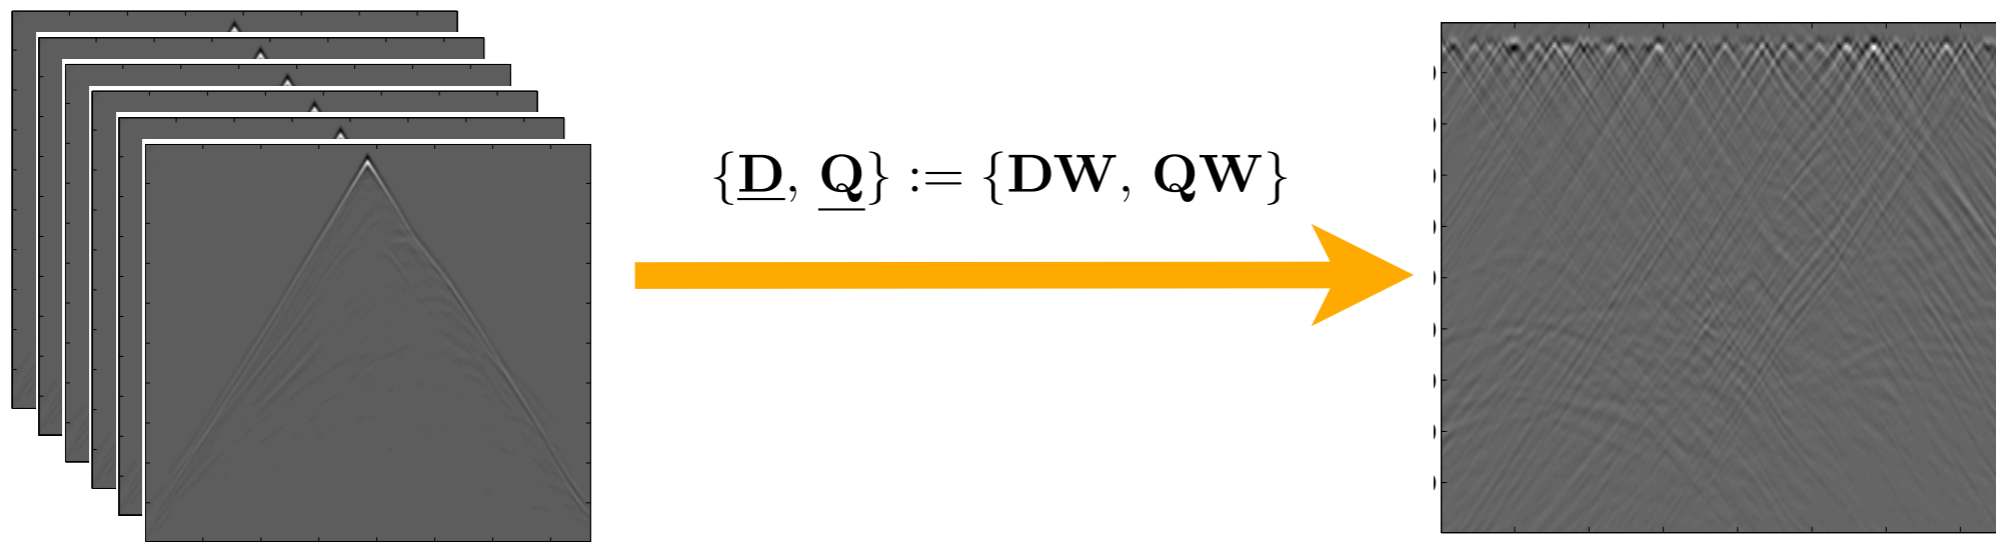 {D, Q} := {DW, QW}